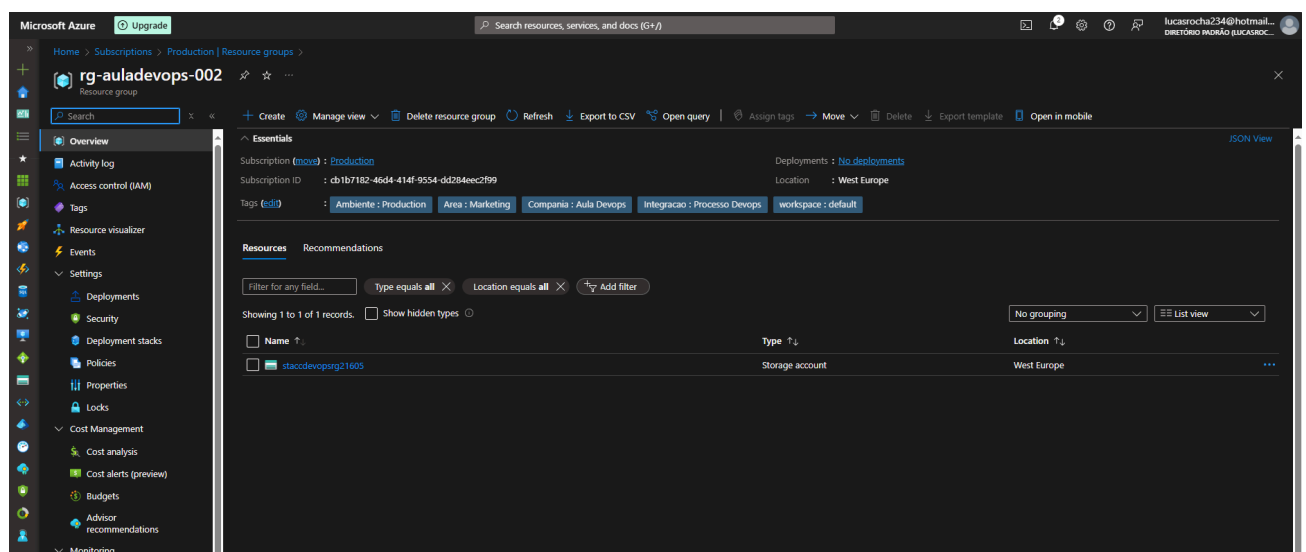 Microsoft Azure Upgrade Search resources, services, and docs (G+/) 2 lucasrocha234@hotmail...
DIRETÓRIO PADRÃO (LUCASROC...
Home > Subscriptions > Production | Resource groups >
rg-auladevops-002
Resource group
Search
Create Manage view Delete resource group Refresh Export to CSV Open query Assign tags Move Delete Export template Open in mobile
Overview
Activity log
Access control (IAM)
Tags
Resource visualizer
Events
Settings
Deployments
Security
Deployment stacks
Policies
Properties
Locks
Cost Management
Cost analysis
Cost alerts (preview)
Budgets
Advisor
recommendations
Monitoring
Essentials JSON View
Subscription (move) : Production Deployments : No deployments
Subscription ID : cb1b7182-46d4-414f-9554-dd284eec2f99 Location : West Europe
Tags (edit) : Ambiente : Production Area : Marketing Compania : Aula Devops Integracao : Processo Devops workspace : default
Resources Recommendations
Filter for any field... Type equals all Location equals all Add filter
Showing 1 to 1 of 1 records. Show hidden types No grouping List view
Name Type Location
staccdevopsrg21605 Storage account West Europe